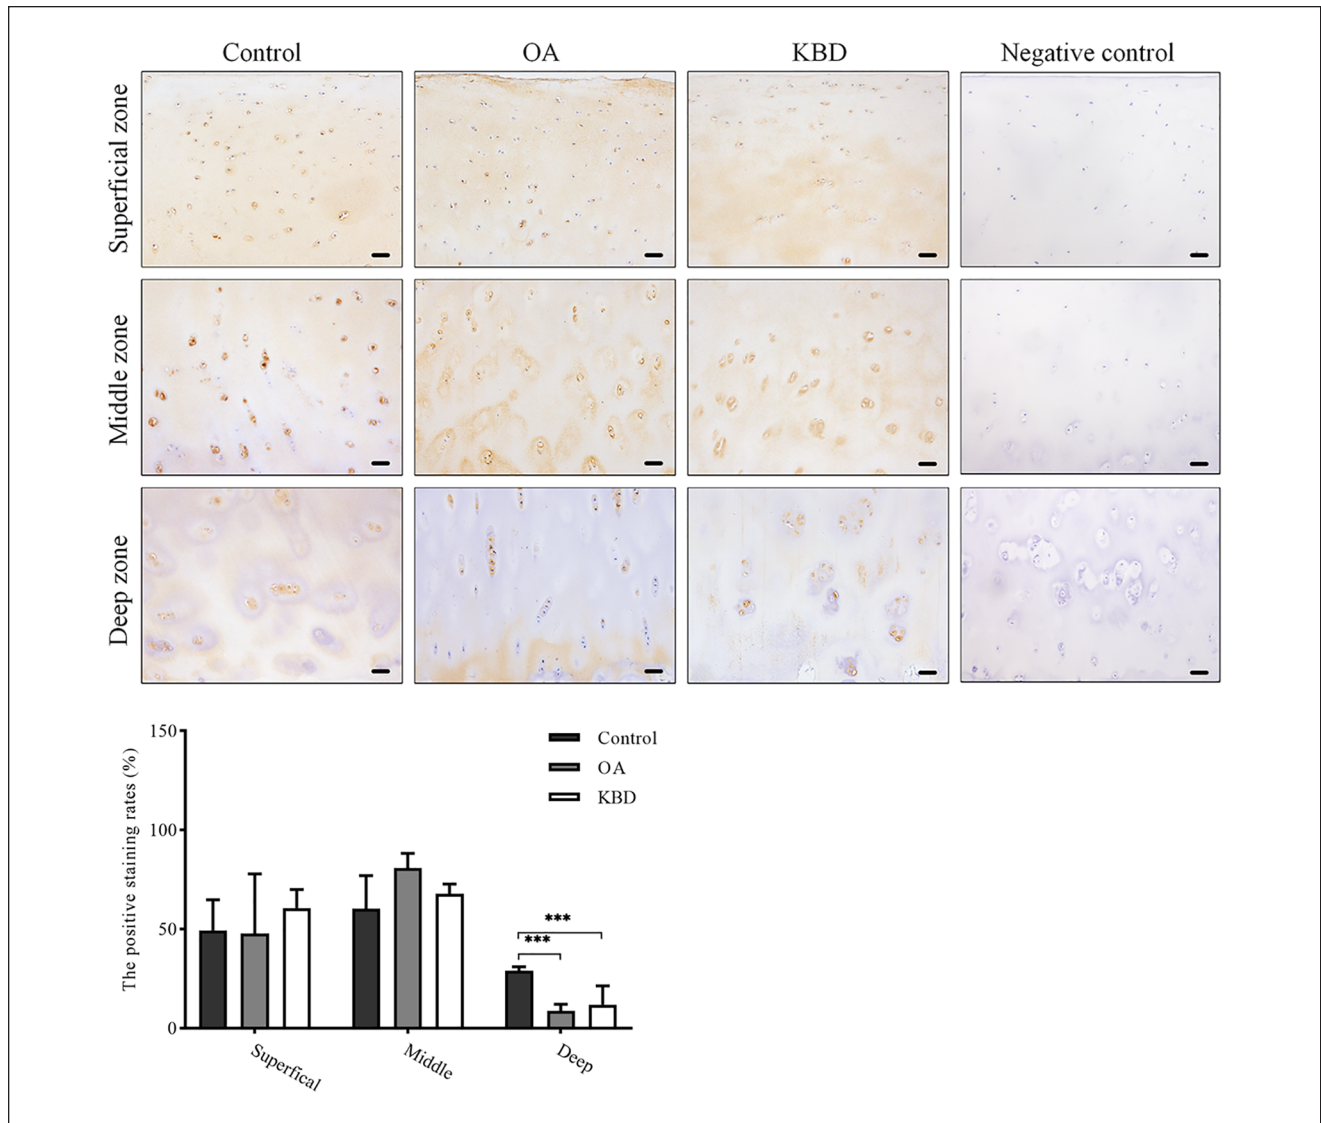 Control OA KBD Negative control
Superficial zone
Middle zone
Deep zone
The positive staining rates (%)
150
100
50
0
Control
OA
KBD
***
***
Superfical
Middle
Deep